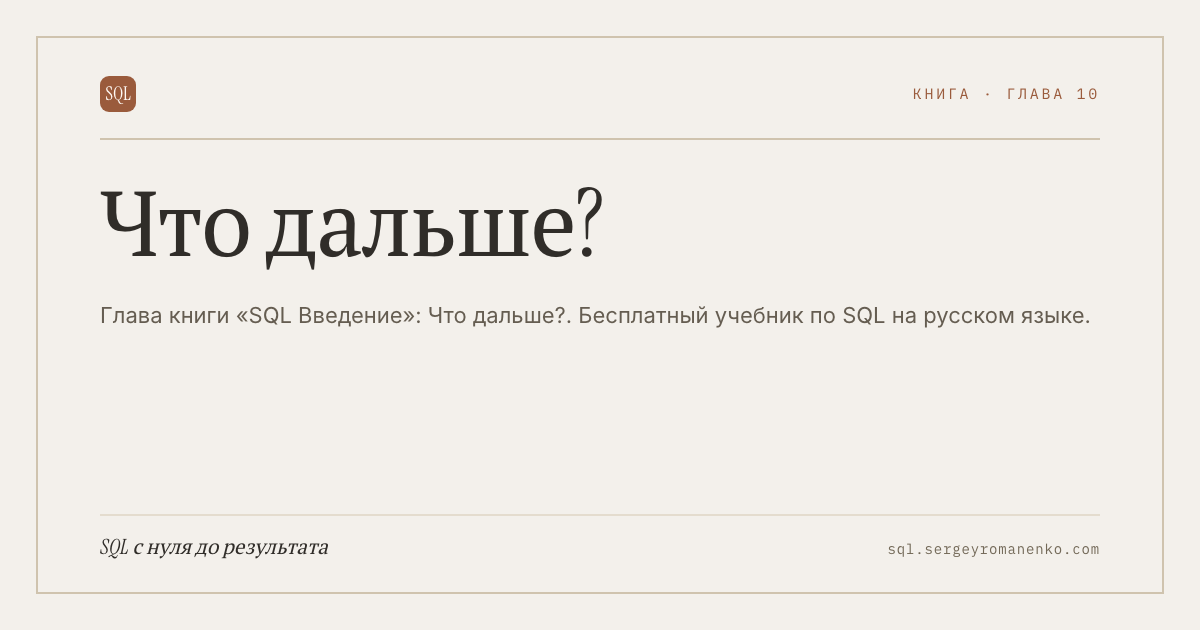 SQL
КНИГА · ГЛАВА 10
Что дальше?
Глава книги «SQL Введение»: Что дальше?. Бесплатный учебник по SQL на русском языке.
SQL с нуля до результата
sql.sergeyromanenko.com